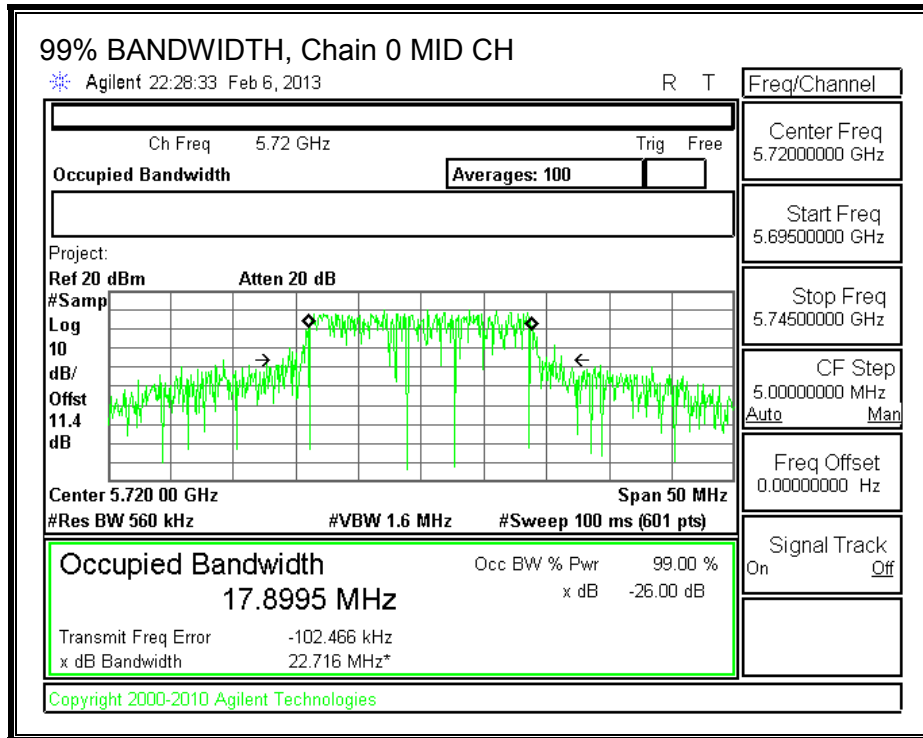 99% BANDWIDTH, Chain 0 MID CH
Agilent 22:28:33 Feb 6, 2013 R T
Freq/Channel
Ch Freq 5.72 GHz Trig Free
Occupied Bandwidth Averages: 100
Project:
Ref 20 dBm Atten 20 dB
#Samp
Log
10
dB/
Offst
11.4
dB
Center 5.720 00 GHz Span 50 MHz
#Res BW 560 kHz #VBW 1.6 MHz #Sweep 100 ms (601 pts)
Occupied Bandwidth Occ BW % Pwr 99.00 %
17.8995 MHz x dB -26.00 dB
Transmit Freq Error -102.466 kHz
x dB Bandwidth 22.716 MHz*
Copyright 2000-2010 Agilent Technologies
Center Freq
5.72000000 GHz
Start Freq
5.69500000 GHz
Stop Freq
5.74500000 GHz
CF Step
5.00000000 MHz
Auto Man
Freq Offset
0.00000000 Hz
Signal Track
On Off